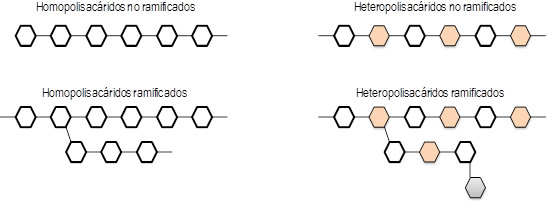 Homopolisacáridos no ramificados
Heteropolisacáridos no ramificados
Homopolisacáridos ramificados
Heteropolisacáridos ramificados